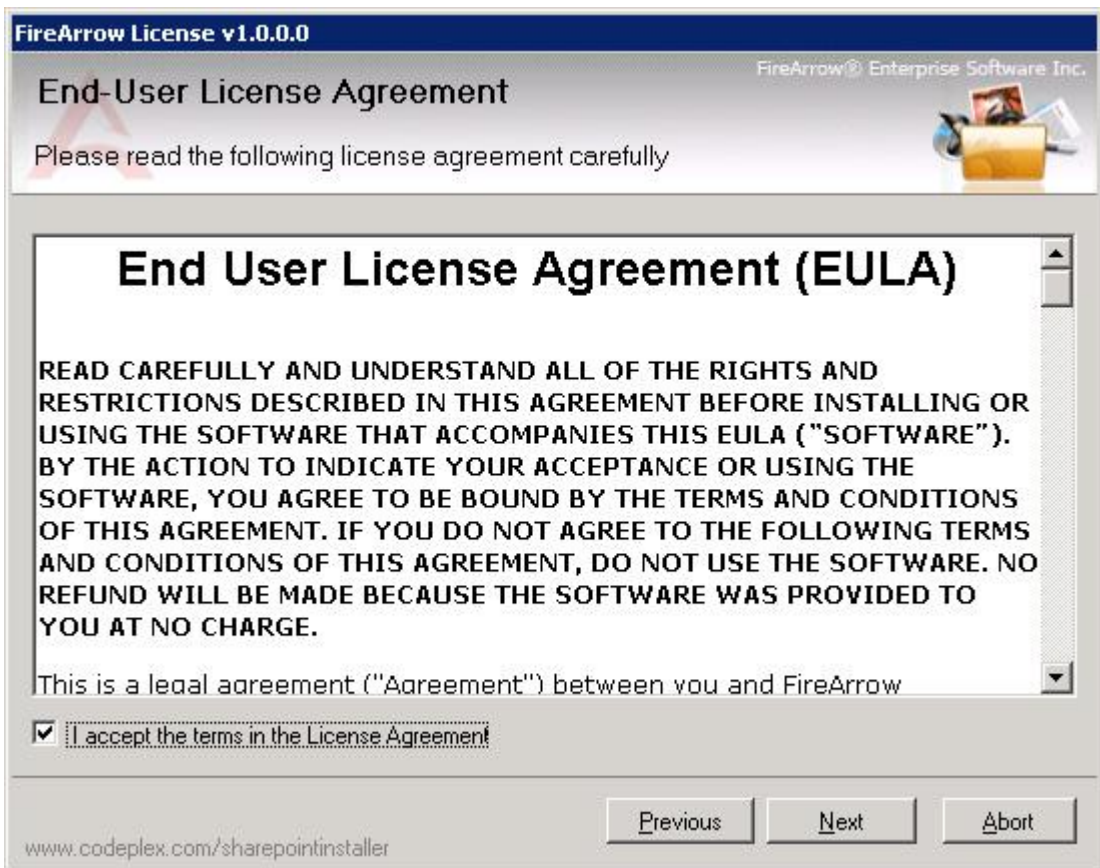 FireArrow License v1.0.0.0
FireArrow® Enterprise Software Inc.
End-User License Agreement
Please read the following license agreement carefully
End User License Agreement (EULA)
READ CAREFULLY AND UNDERSTAND ALL OF THE RIGHTS AND
RESTRICTIONS DESCRIBED IN THIS AGREEMENT BEFORE INSTALLING OR
USING THE SOFTWARE THAT ACCOMPANIES THIS EULA ("SOFTWARE").
BY THE ACTION TO INDICATE YOUR ACCEPTANCE OR USING THE
SOFTWARE, YOU AGREE TO BE BOUND BY THE TERMS AND CONDITIONS
OF THIS AGREEMENT. IF YOU DO NOT AGREE TO THE FOLLOWING TERMS
AND CONDITIONS OF THIS AGREEMENT, DO NOT USE THE SOFTWARE. NO
REFUND WILL BE MADE BECAUSE THE SOFTWARE WAS PROVIDED TO
YOU AT NO CHARGE.
This is a legal agreement ("Agreement") between you and FireArrow
I accept the terms in the License Agreement
Previous
Next
Abort
www.codeplex.com/sharepointinstaller